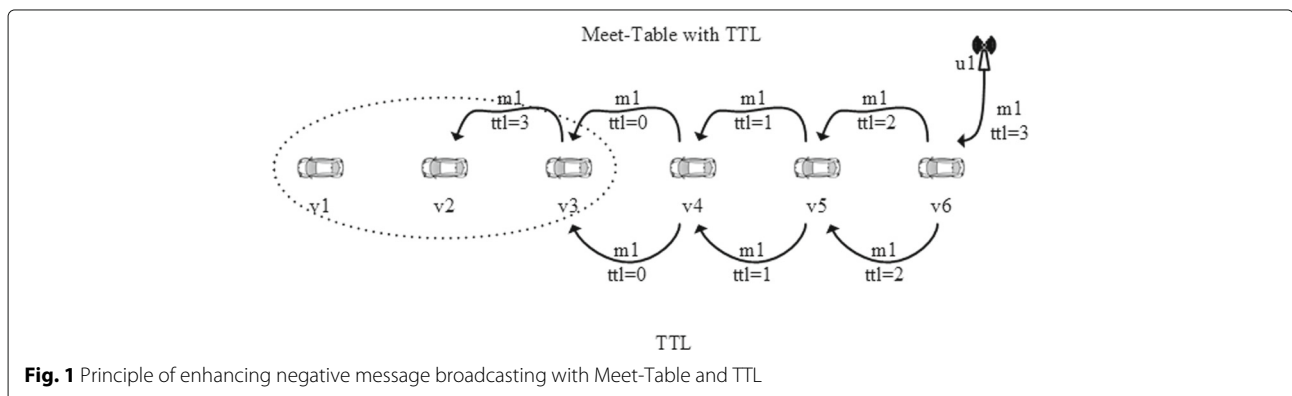 Meet-Table with TTL
u1
m1
ttl=3
m1
ttl=0
m1
ttl=1
m1
ttl=2
m1
ttl=3
v1
v2
v3
v4
v5
v6
m1
ttl=0
m1
ttl=1
m1
ttl=2
TTL
Fig. 1 Principle of enhancing negative message broadcasting with Meet-Table and TTL